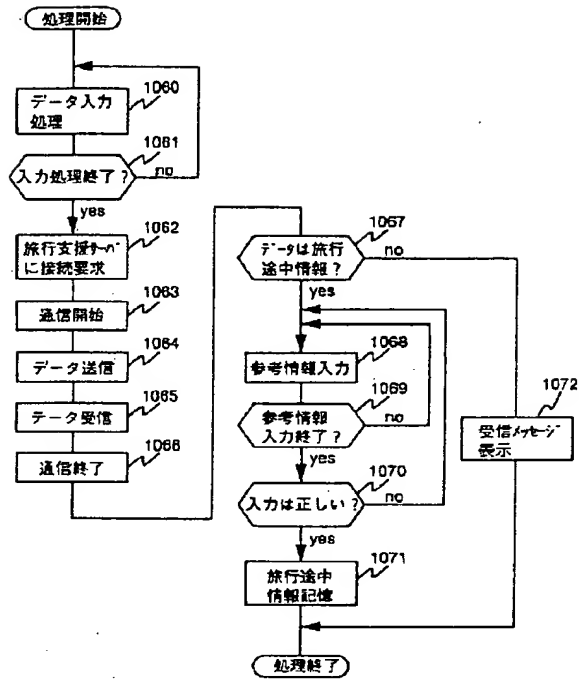 処理開始
1060
データ入力
処理
1061
入力処理終了?
no
yes
1062
旅行支援サーバ
に接続要求
1063
通信開始
1064
データ送信
1065
データ受信
1066
通信終了
1067
データは旅行
途中情報?
no
yes
1068
参考情報入力
1069
参考情報
入力終了?
no
yes
1070
入力は正しい?
no
yes
1071
旅行途中
情報記憶
1072
受信メッセージ
表示
処理終了